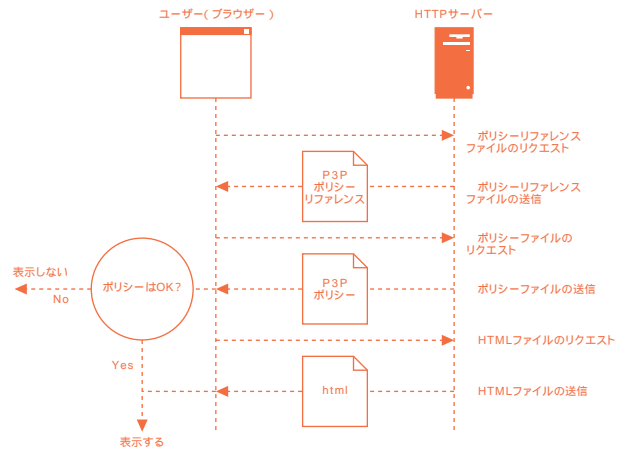 ユーザー( ブラウザー )
HTTPサーバー
ポリシーリファレンス
ファイルのリクエスト
P3P
ポリシー
リファレンス
ポリシーリファレンス
ファイルの送信
ポリシーファイルの
リクエスト
表示しない
No
ポリシーはOK?
P3P
ポリシー
ポリシーファイルの送信
HTMLファイルのリクエスト
Yes
html
HTMLファイルの送信
表示する